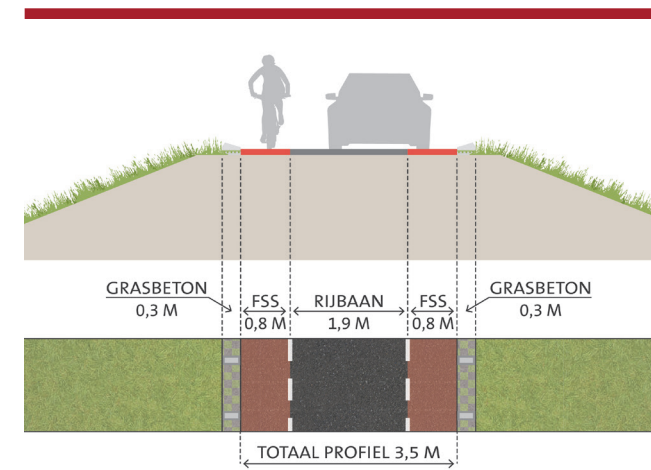 GRASBETON
0,3 M
FSS
0,8 M
RIJBAAN
1,9 M
FSS
0,8 M
GRASBETON
0,3 M
TOTAAL PROFIEL 3,5 M